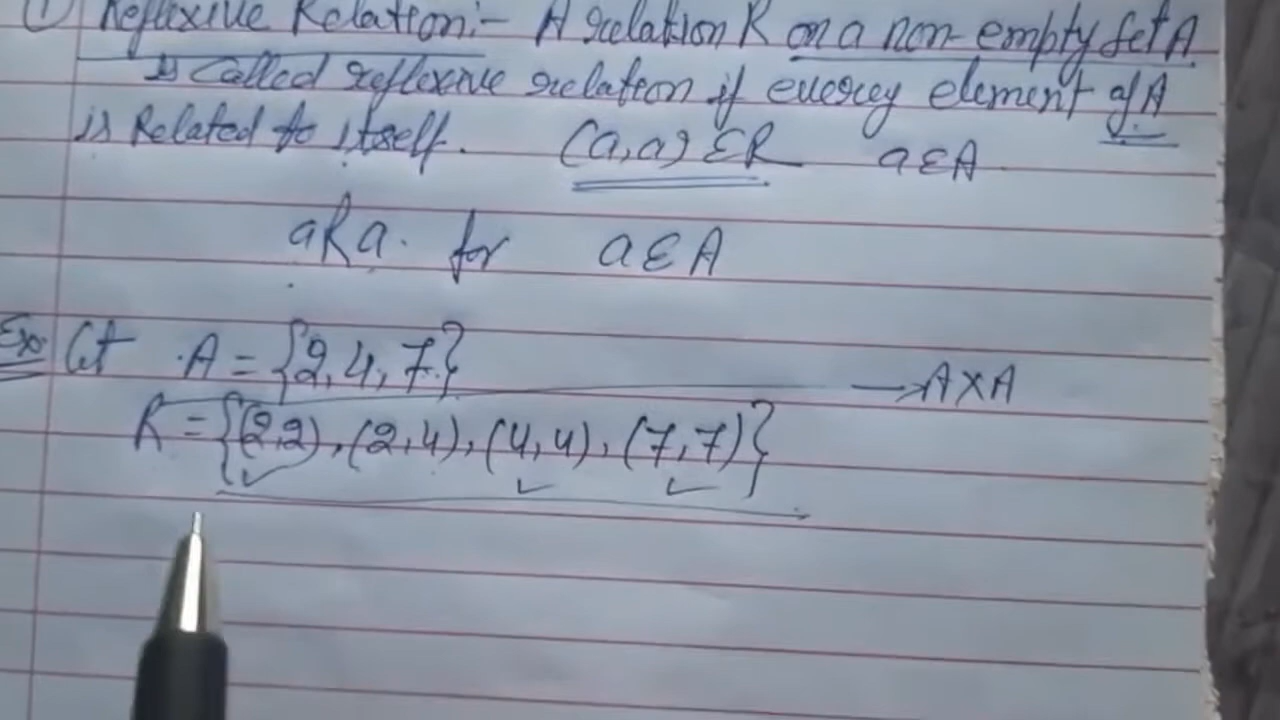 (1) Reflexive Relation:- A relation R on a non-empty set A
is called reflexive relation if every element of A
is Related to itself. (a,a) ε R a ε A
a R a. for a ε A
Ex. Let A = {2, 4, 7}
→ A×A
R = {(2,2), (2,4), (4,4), (7,7)}